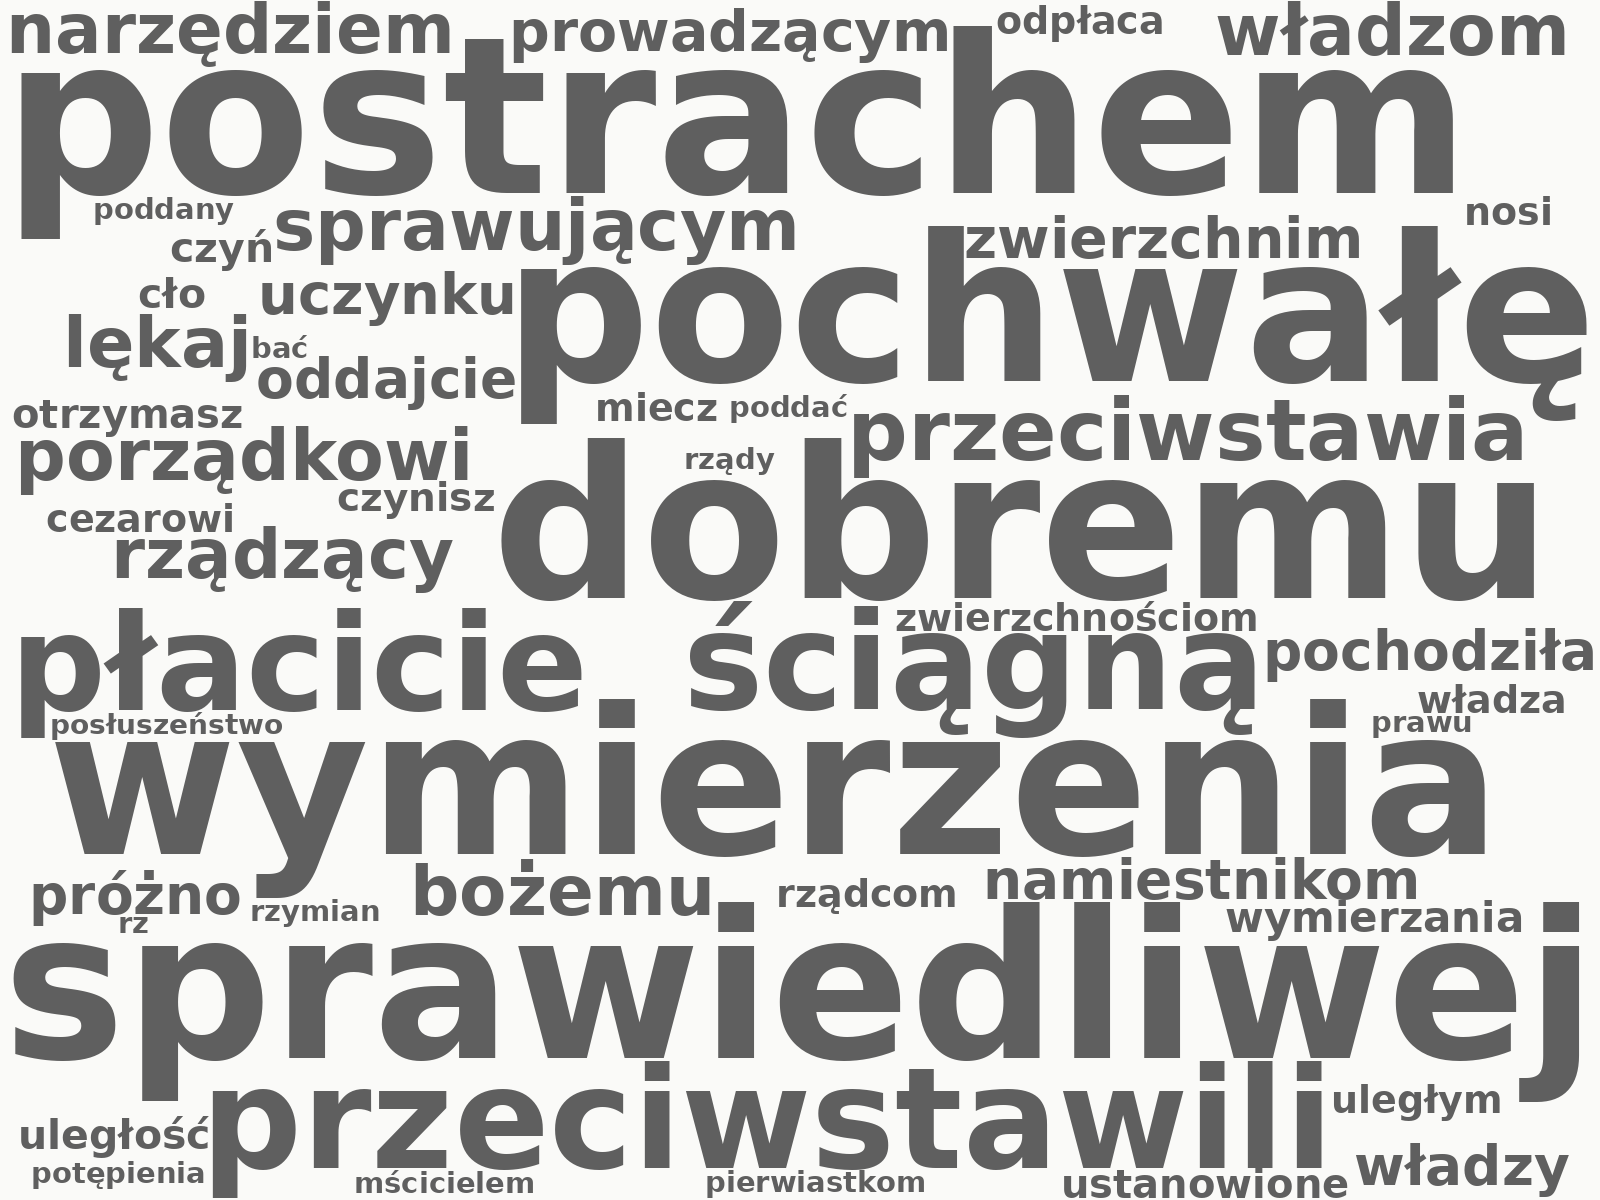 narzędziem prowadzącym odpłaca władzom
postrachem
poddany sprawującym nosi
czyń zwierzchnim
cło uczynku pochwałę
lękaj bać
oddajcie
otrzymasz miecz poddać przeciwstawia
porządkowi rządy
czynisz dobremu
cezarowi
rządzący
płacicie ściągną zwierzchnościom pochodziła
władza
posłuszeństwo prawu
wymierzenia
próżno bożemu rządcom namiestnikom
rz rzymian wymierzania
sprawiedliwej
przeciwstawili uległym
uległość władzy
potępienia mścicielem pierwiastkom ustanowione